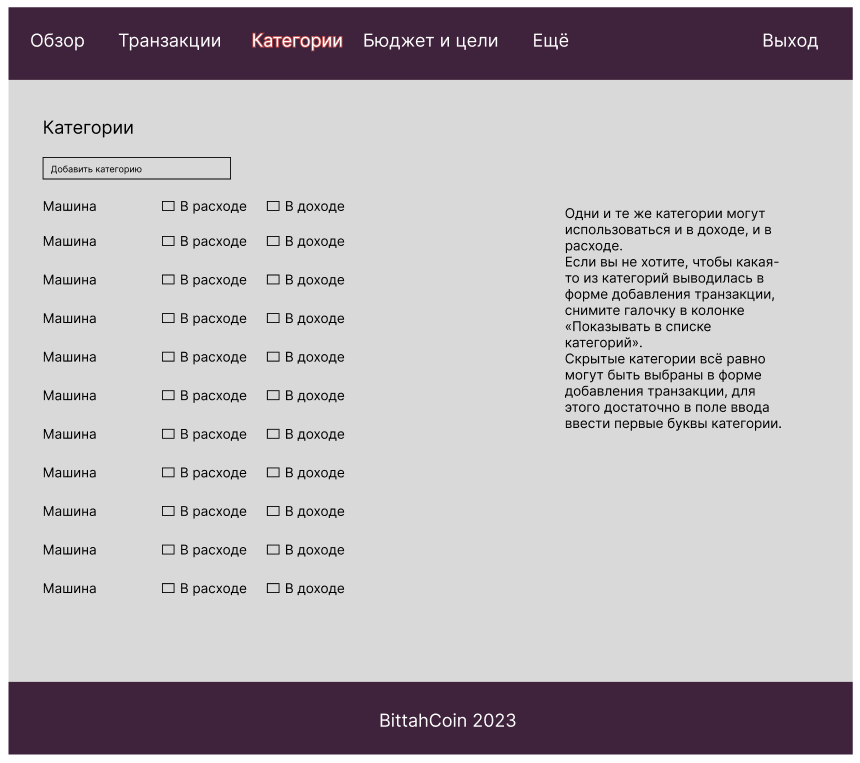 Обзор Транзакции Категории Бюджет и цели Ещё Выход
Категории
Добавить категорию
Машина В расходе В доходе
Машина В расходе В доходе
Машина В расходе В доходе
Машина В расходе В доходе
Машина В расходе В доходе
Машина В расходе В доходе
Машина В расходе В доходе
Машина В расходе В доходе
Машина В расходе В доходе
Машина В расходе В доходе
Машина В расходе В доходе
Одни и те же категории могут
использоваться и в доходе, и в
расходе.
Если вы не хотите, чтобы какая-
то из категорий выводилась в
форме добавления транзакции,
снимите галочку в колонке
«Показывать в списке
категорий».
Скрытые категории всё равно
могут быть выбраны в форме
добавления транзакции, для
этого достаточно в поле ввода
ввести первые буквы категории.
BittahCoin 2023